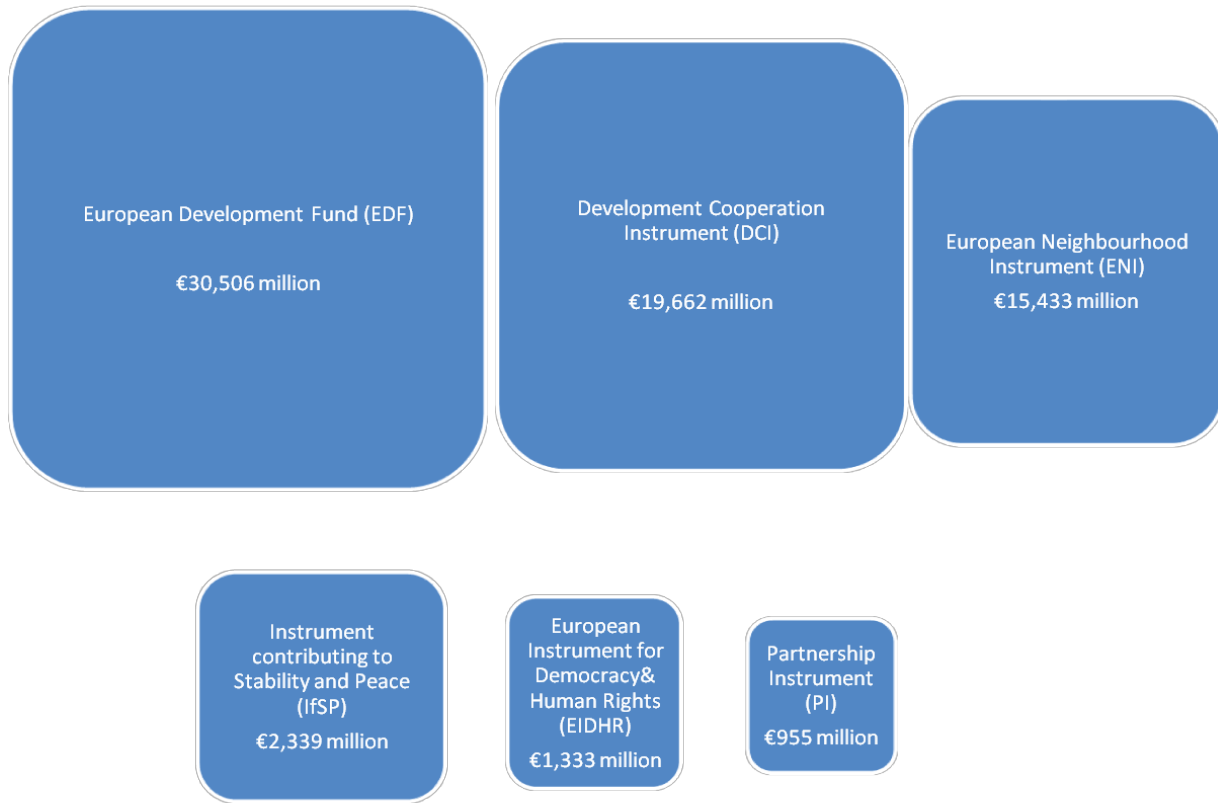 European Development Fund (EDF)
€30,506 million
Development Cooperation
Instrument (DCI)
€19,662 million
European Neighbourhood
Instrument (ENI)
€15,433 million
Instrument
contributing to
Stability and Peace
(IfSP)
€2,339 million
European
Instrument for
Democracy&
Human Rights
(EIDHR)
€1,333 million
Partnership
Instrument
(PI)
€955 million